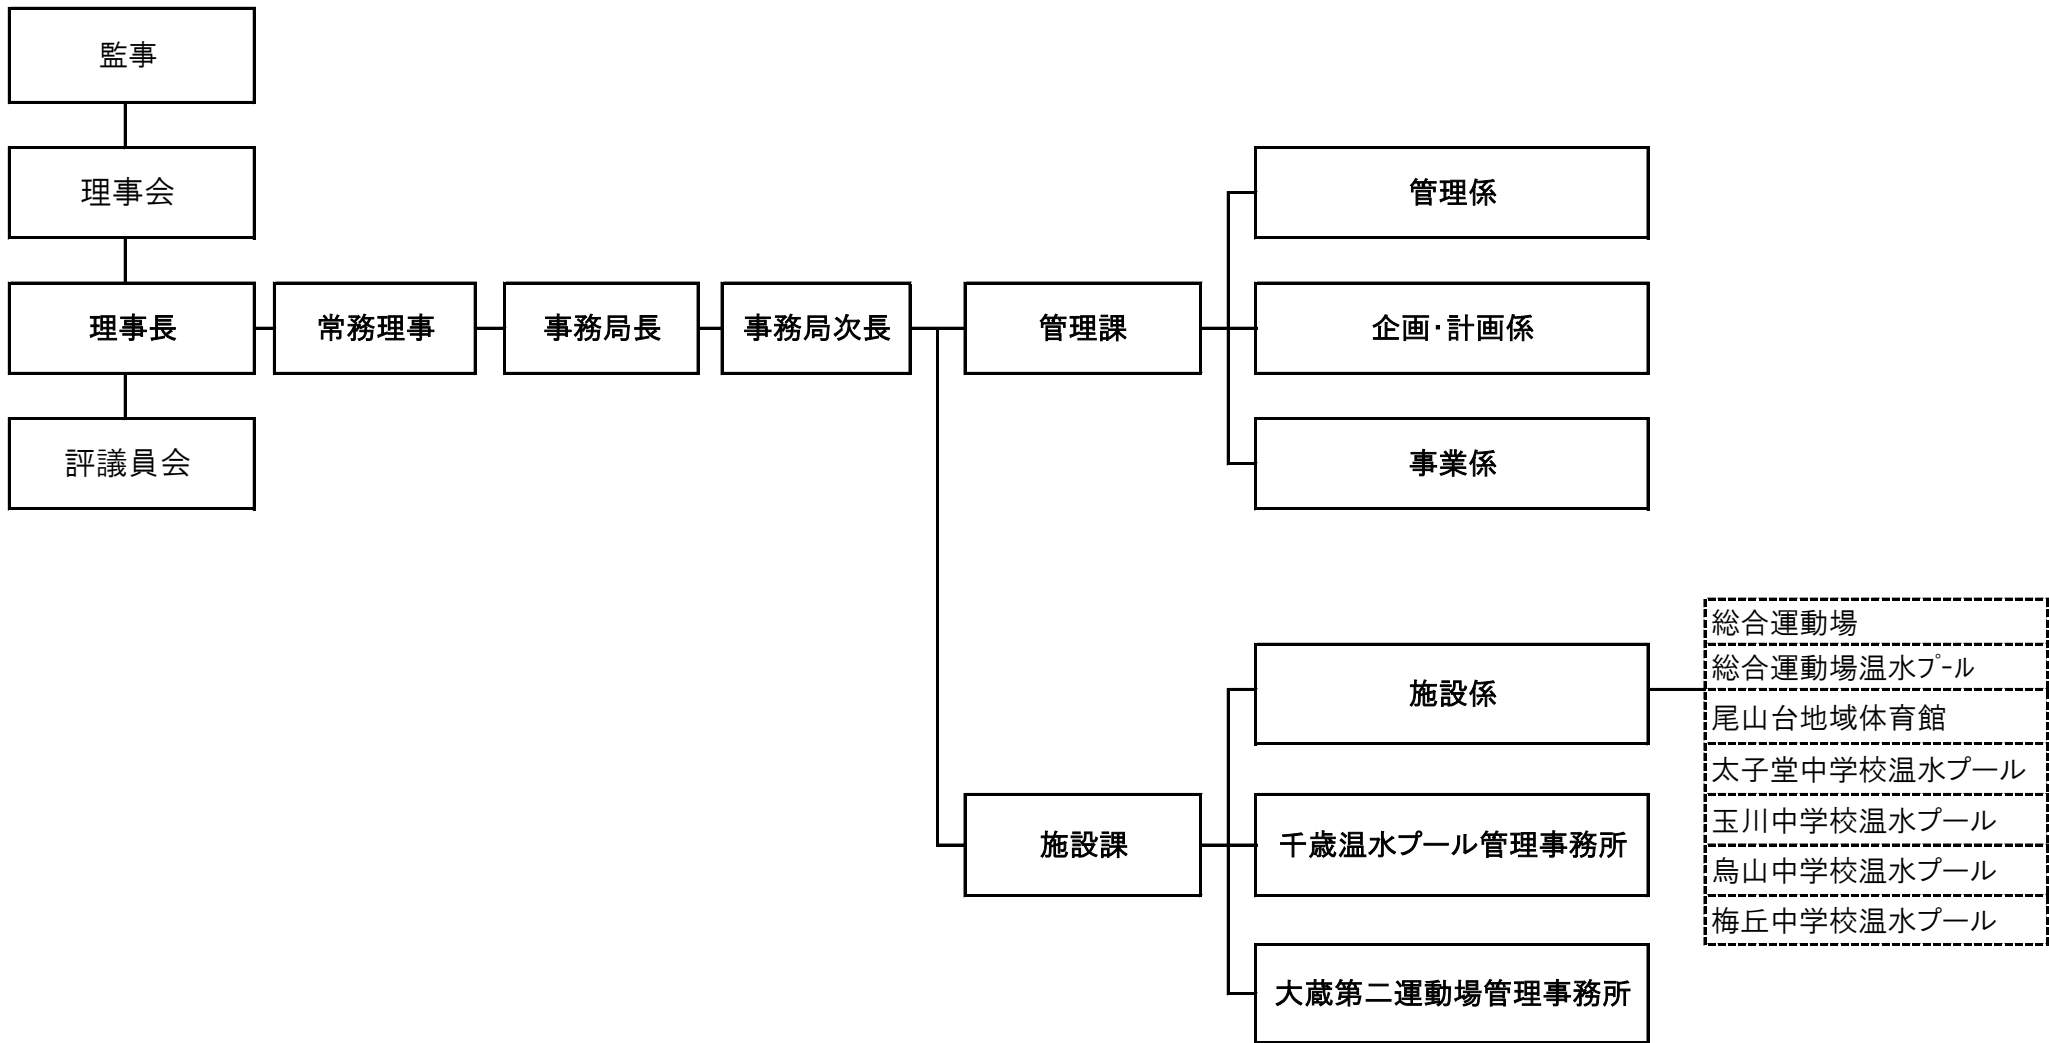 監事
理事会
管理係
理事長
常務理事
事務局長
事務局次長
管理課
企画・計画係
評議員会
事業係
総合運動場
総合運動場温水ﾌﾟｰﾙ
施設係
尾山台地域体育館
太子堂中学校温水プール
玉川中学校温水プール
施設課
千歳温水プール管理事務所
烏山中学校温水プール
梅丘中学校温水プール
大蔵第二運動場管理事務所